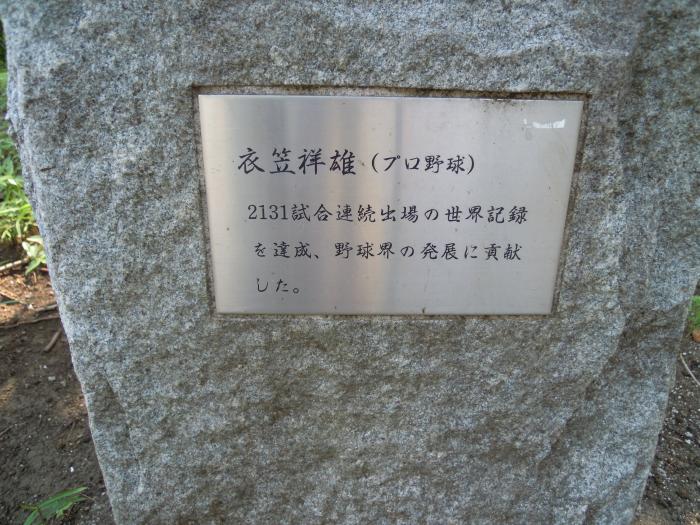 衣笠祥雄(プロ野球)
2131試合連続出場の世界記録
を達成、野球界の発展に貢献
した。